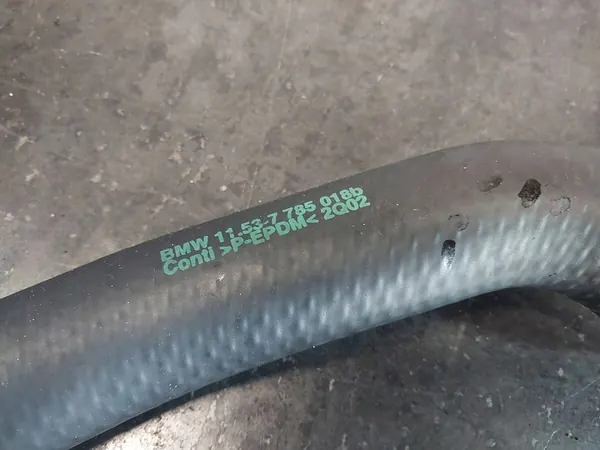 BMW 11-53-7 785 018b
Conti >P-EPDM< 2Q02